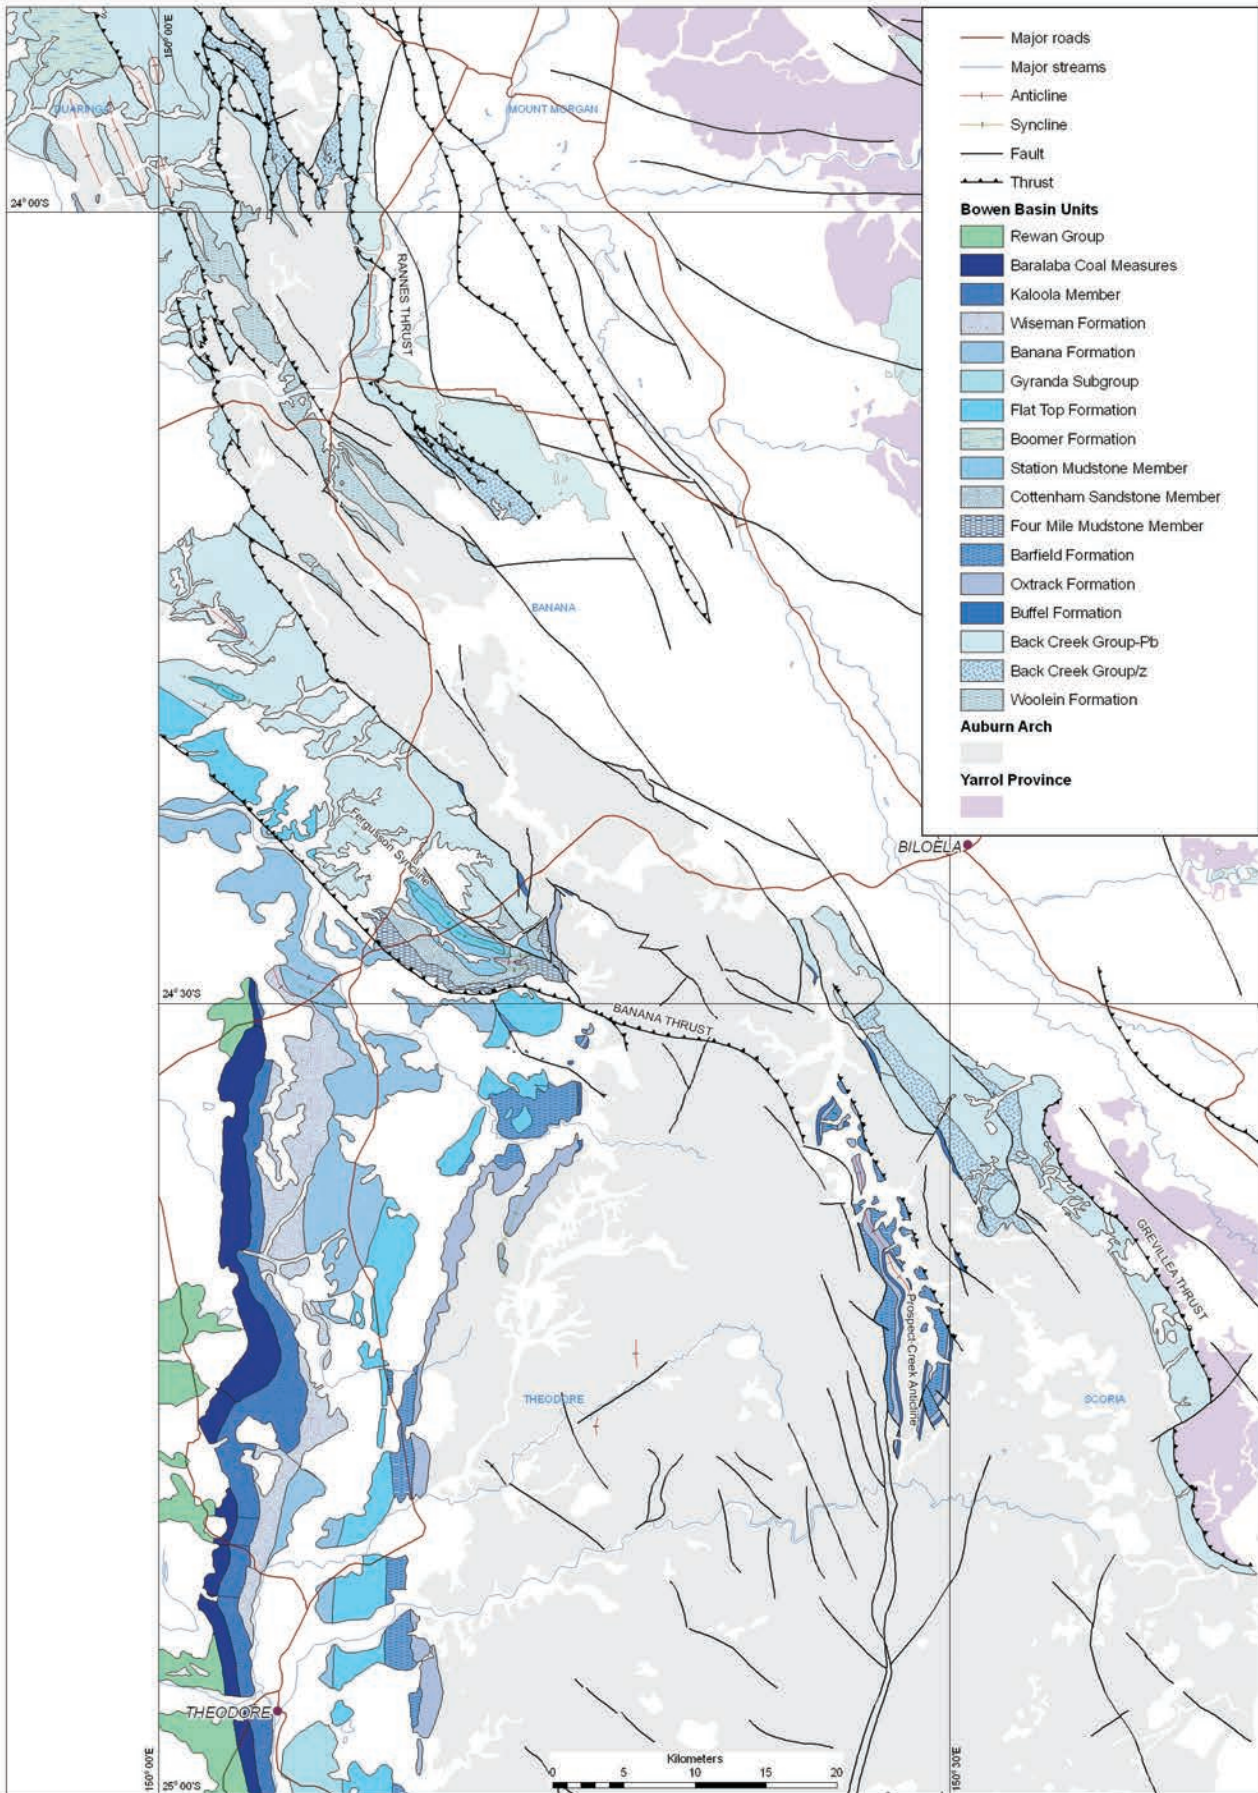 150° 00'E
Major roads
Major streams
Anticline
Syncline
Fault
Thrust
Bowen Basin Units
Rewan Group
Baralaba Coal Measures
Kaloola Member
Wiseman Formation
Banana Formation
Gyranda Subgroup
Flat Top Formation
Boomer Formation
Station Mudstone Member
Cottenham Sandstone Member
Four Mile Mudstone Member
Barfield Formation
Oxtrack Formation
Buffel Formation
Back Creek Group-Pb
Back Creek Group/z
Woolein Formation
Auburn Arch
Yarrol Province
DUARINGA
MOUNT MORGAN
24° 00'S
RANNES THRUST
BANANA
Fergusson Syncline
BILOELA
24° 30'S
BANANA THRUST
GREVILLEA THRUST
Prospect Creek Anticline
THEODORE
SCORIA
THEODORE
150° 00'E
25° 00'S
Kilometers
0 5 10 15 20
150° 30'E